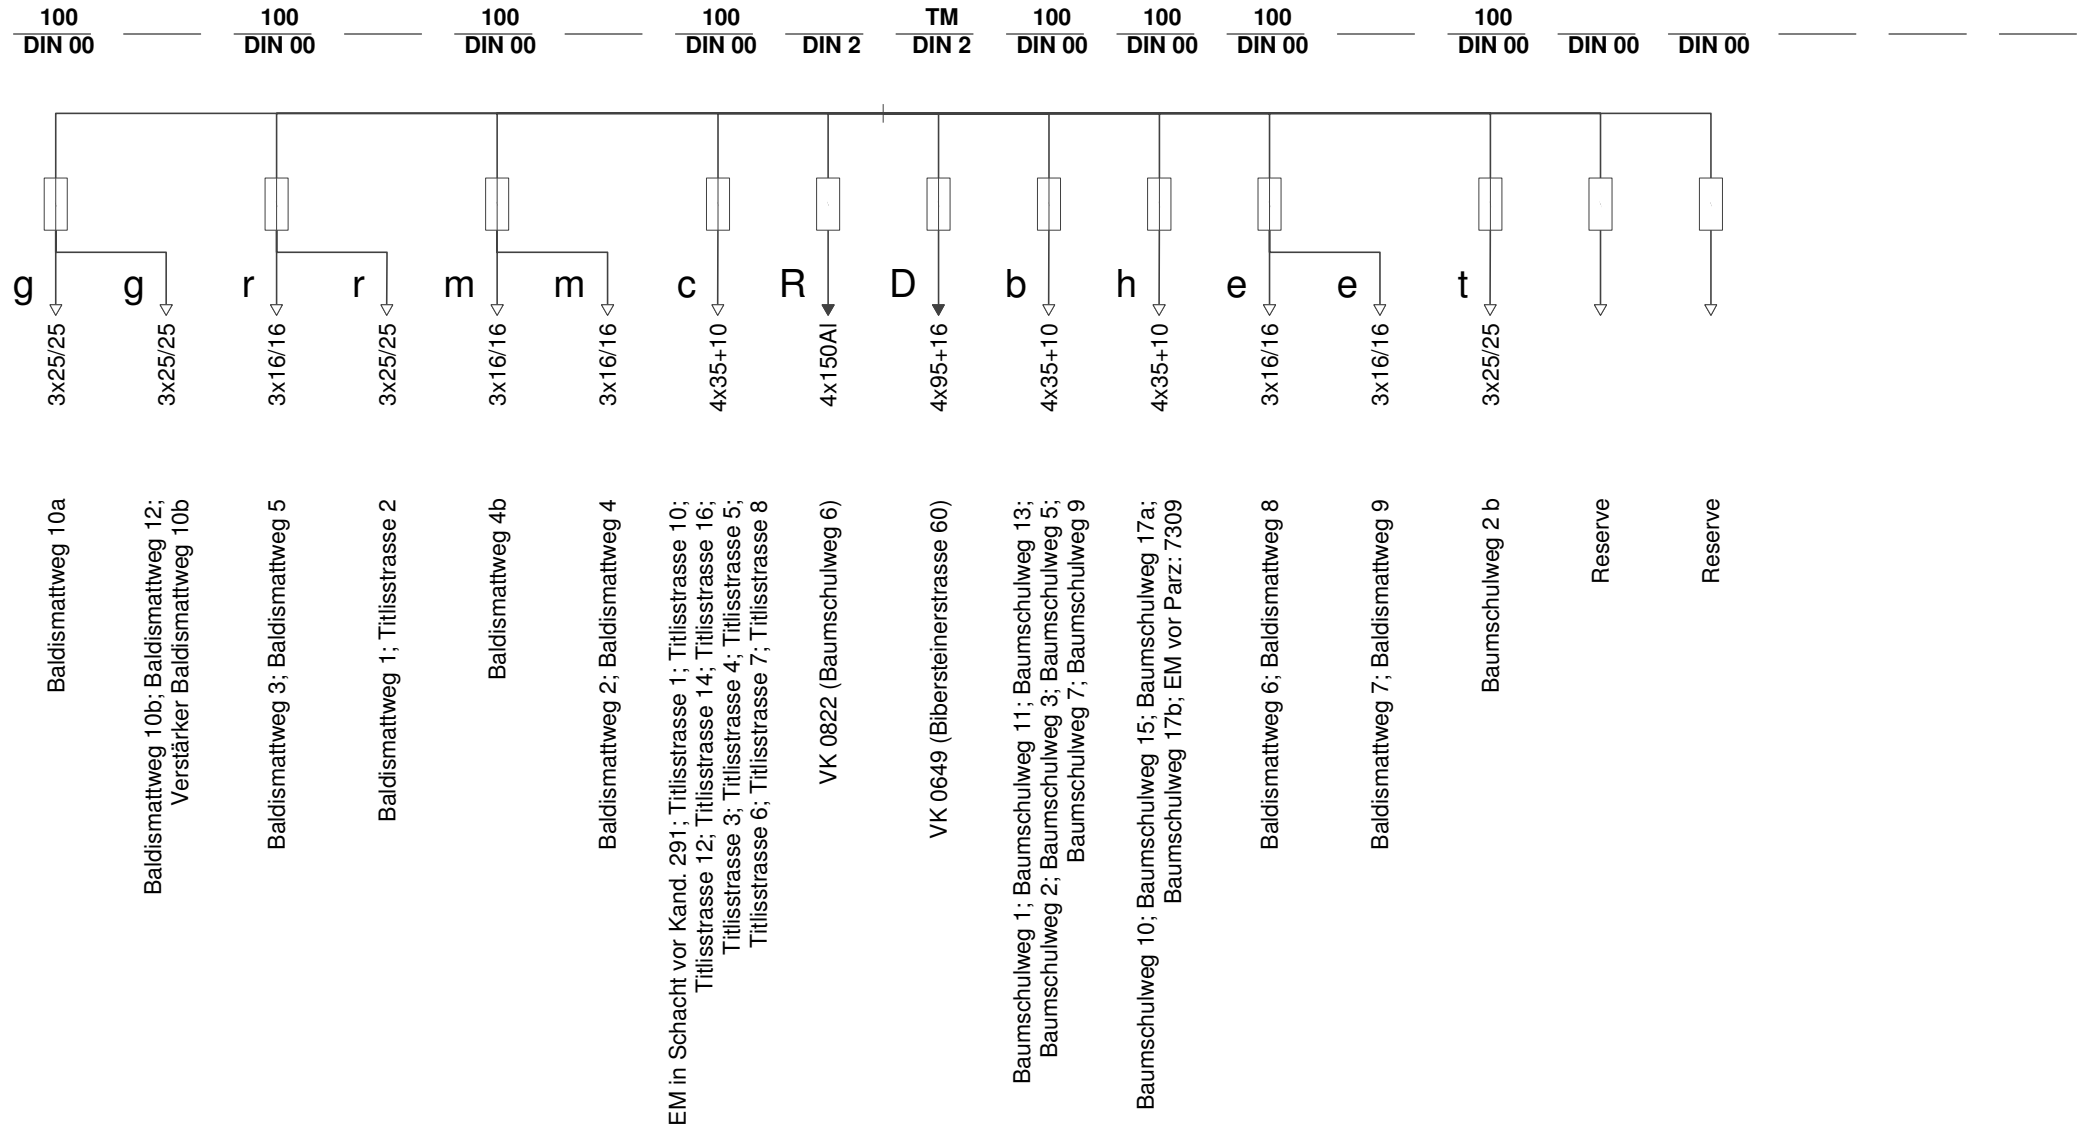 100
DIN 00
100
DIN 00
100
DIN 00
100
DIN 00
DIN 2
TM
DIN 2
100
DIN 00
100
DIN 00
100
DIN 00
100
DIN 00
DIN 00
DIN 00
g
3x25/25
Baldismattweg 10a
g
3x25/25
Baldismattweg 10b; Baldismattweg 12;
Verstärker Baldismattweg 10b
r
3x16/16
Baldismattweg 3; Baldismattweg 5
r
3x25/25
Baldismattweg 1; Titlisstrasse 2
m
3x16/16
Baldismattweg 4b
m
3x16/16
Baldismattweg 2; Baldismattweg 4
c
4x35+10
EM in Schacht vor Kand. 291; Titlisstrasse 1; Titlisstrasse 10;
Titlisstrasse 12; Titlisstrasse 14; Titlisstrasse 16;
Titlisstrasse 3; Titlisstrasse 4; Titlisstrasse 5;
Titlisstrasse 6; Titlisstrasse 7; Titlisstrasse 8
R
4x150Al
VK 0822 (Baumschulweg 6)
D
4x95+16
VK 0649 (Bibersteinerstrasse 60)
b
4x35+10
Baumschulweg 1; Baumschulweg 11; Baumschulweg 13;
Baumschulweg 2; Baumschulweg 3; Baumschulweg 5;
Baumschulweg 7; Baumschulweg 9
h
4x35+10
Baumschulweg 10; Baumschulweg 15; Baumschulweg 17a;
Baumschulweg 17b; EM vor Parz: 7309
e
3x16/16
Baldismattweg 6; Baldismattweg 8
e
3x16/16
Baldismattweg 7; Baldismattweg 9
t
3x25/25
Baumschulweg 2 b
Reserve
Reserve